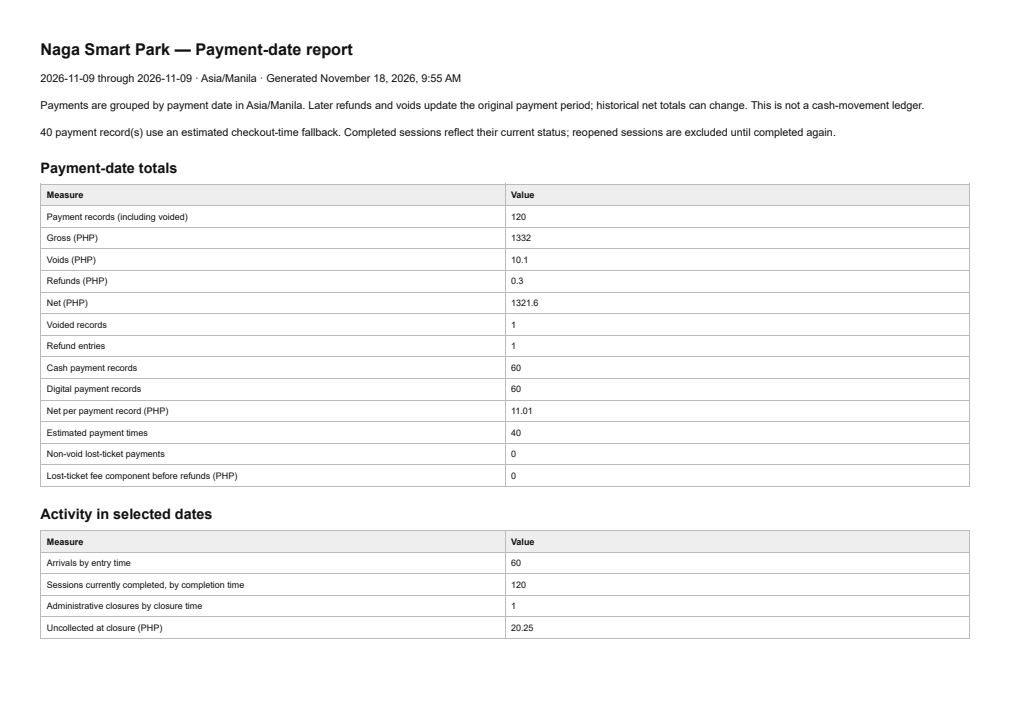 Naga Smart Park — Payment-date report
2026-11-09 through 2026-11-09 · Asia/Manila · Generated November 18, 2026, 9:55 AM
Payments are grouped by payment date in Asia/Manila. Later refunds and voids update the original payment period; historical net totals can change. This is not a cash-movement ledger.
40 payment record(s) use an estimated checkout-time fallback. Completed sessions reflect their current status; reopened sessions are excluded until completed again.
Payment-date totals
Measure Value
Payment records (including voided) 120
Gross (PHP) 1332
Voids (PHP) 10.1
Refunds (PHP) 0.3
Net (PHP) 1321.6
Voided records 1
Refund entries 1
Cash payment records 60
Digital payment records 60
Net per payment record (PHP) 11.01
Estimated payment times 40
Non-void lost-ticket payments 0
Lost-ticket fee component before refunds (PHP) 0
Activity in selected dates
Measure Value
Arrivals by entry time 60
Sessions currently completed, by completion time 120
Administrative closures by closure time 1
Uncollected at closure (PHP) 20.25